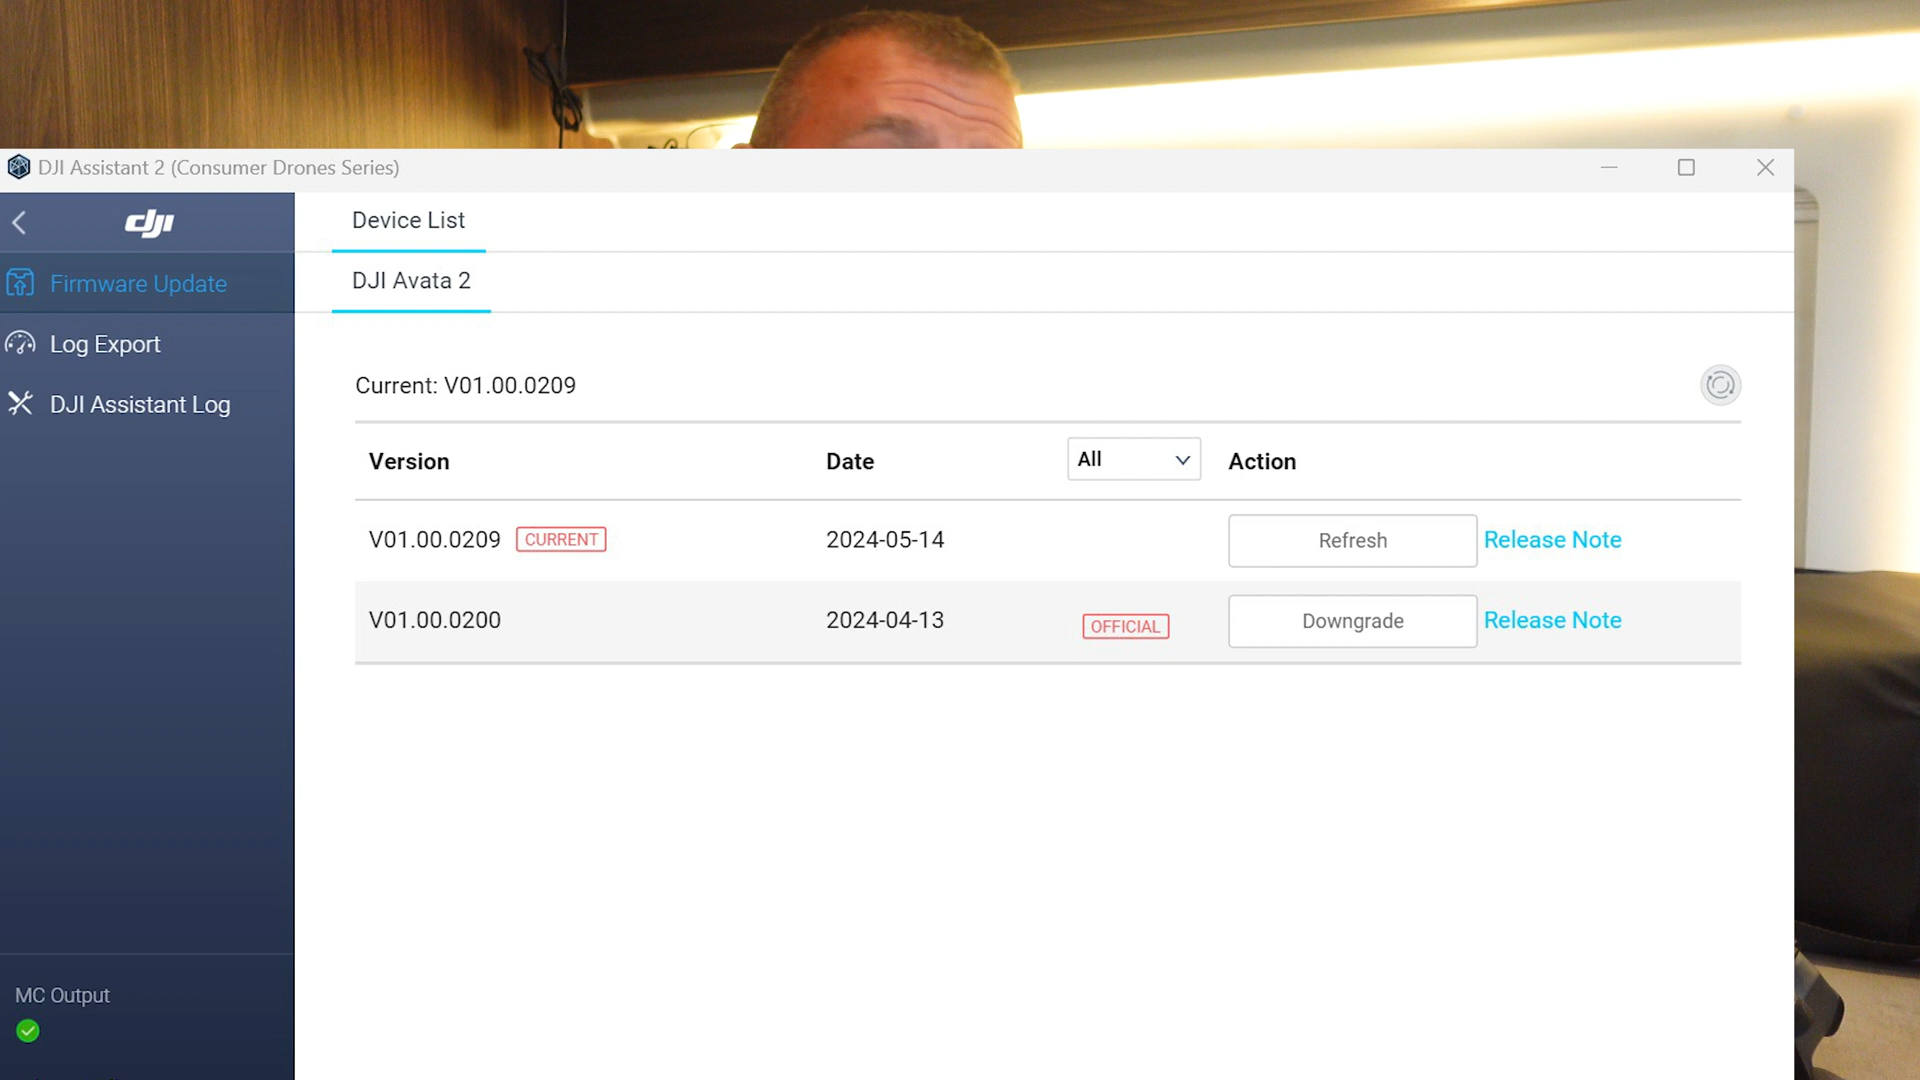 DJI Assistant 2 (Consumer Drones Series)
dji
Device List
Firmware Update
DJI Avata 2
Log Export
DJI Assistant Log
Current: V01.00.0209
Version Date All Action
V01.00.0209 CURRENT 2024-05-14 Refresh Release Note
V01.00.0200 2024-04-13 OFFICIAL Downgrade Release Note
MC Output